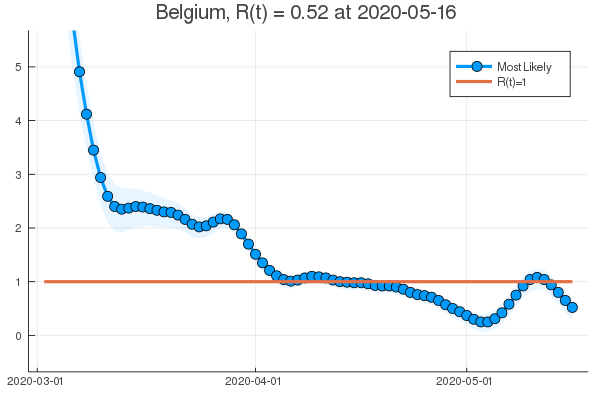 Belgium, R(t) = 0.52 at 2020-05-16
Most Likely
R(t)=1
5
4
3
2
1
0
2020-03-01 2020-04-01 2020-05-01